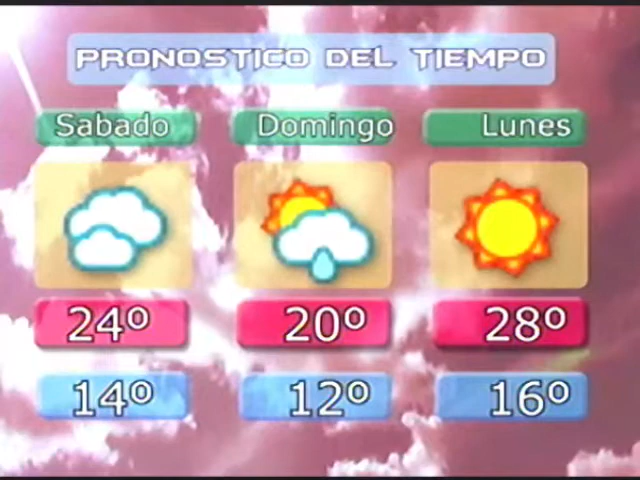 PRONOSTICO DEL TIEMPO
Sabado Domingo Lunes
24º 20º 28º
14º 12º 16º